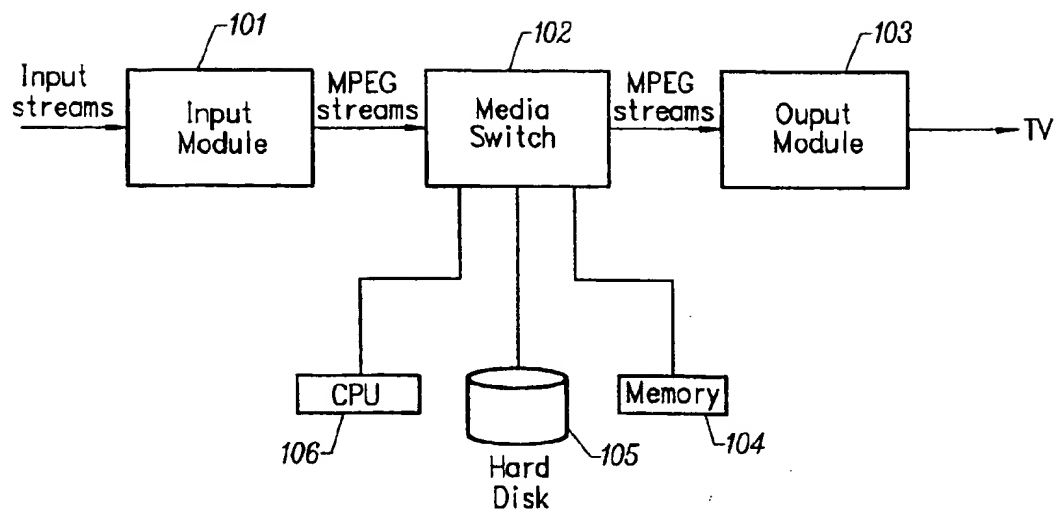 101
102
103
Input
streams
Input
Module
MPEG
streams
Media
Switch
MPEG
streams
Ouput
Module
TV
CPU
106
105
Hard
Disk
Memory
104